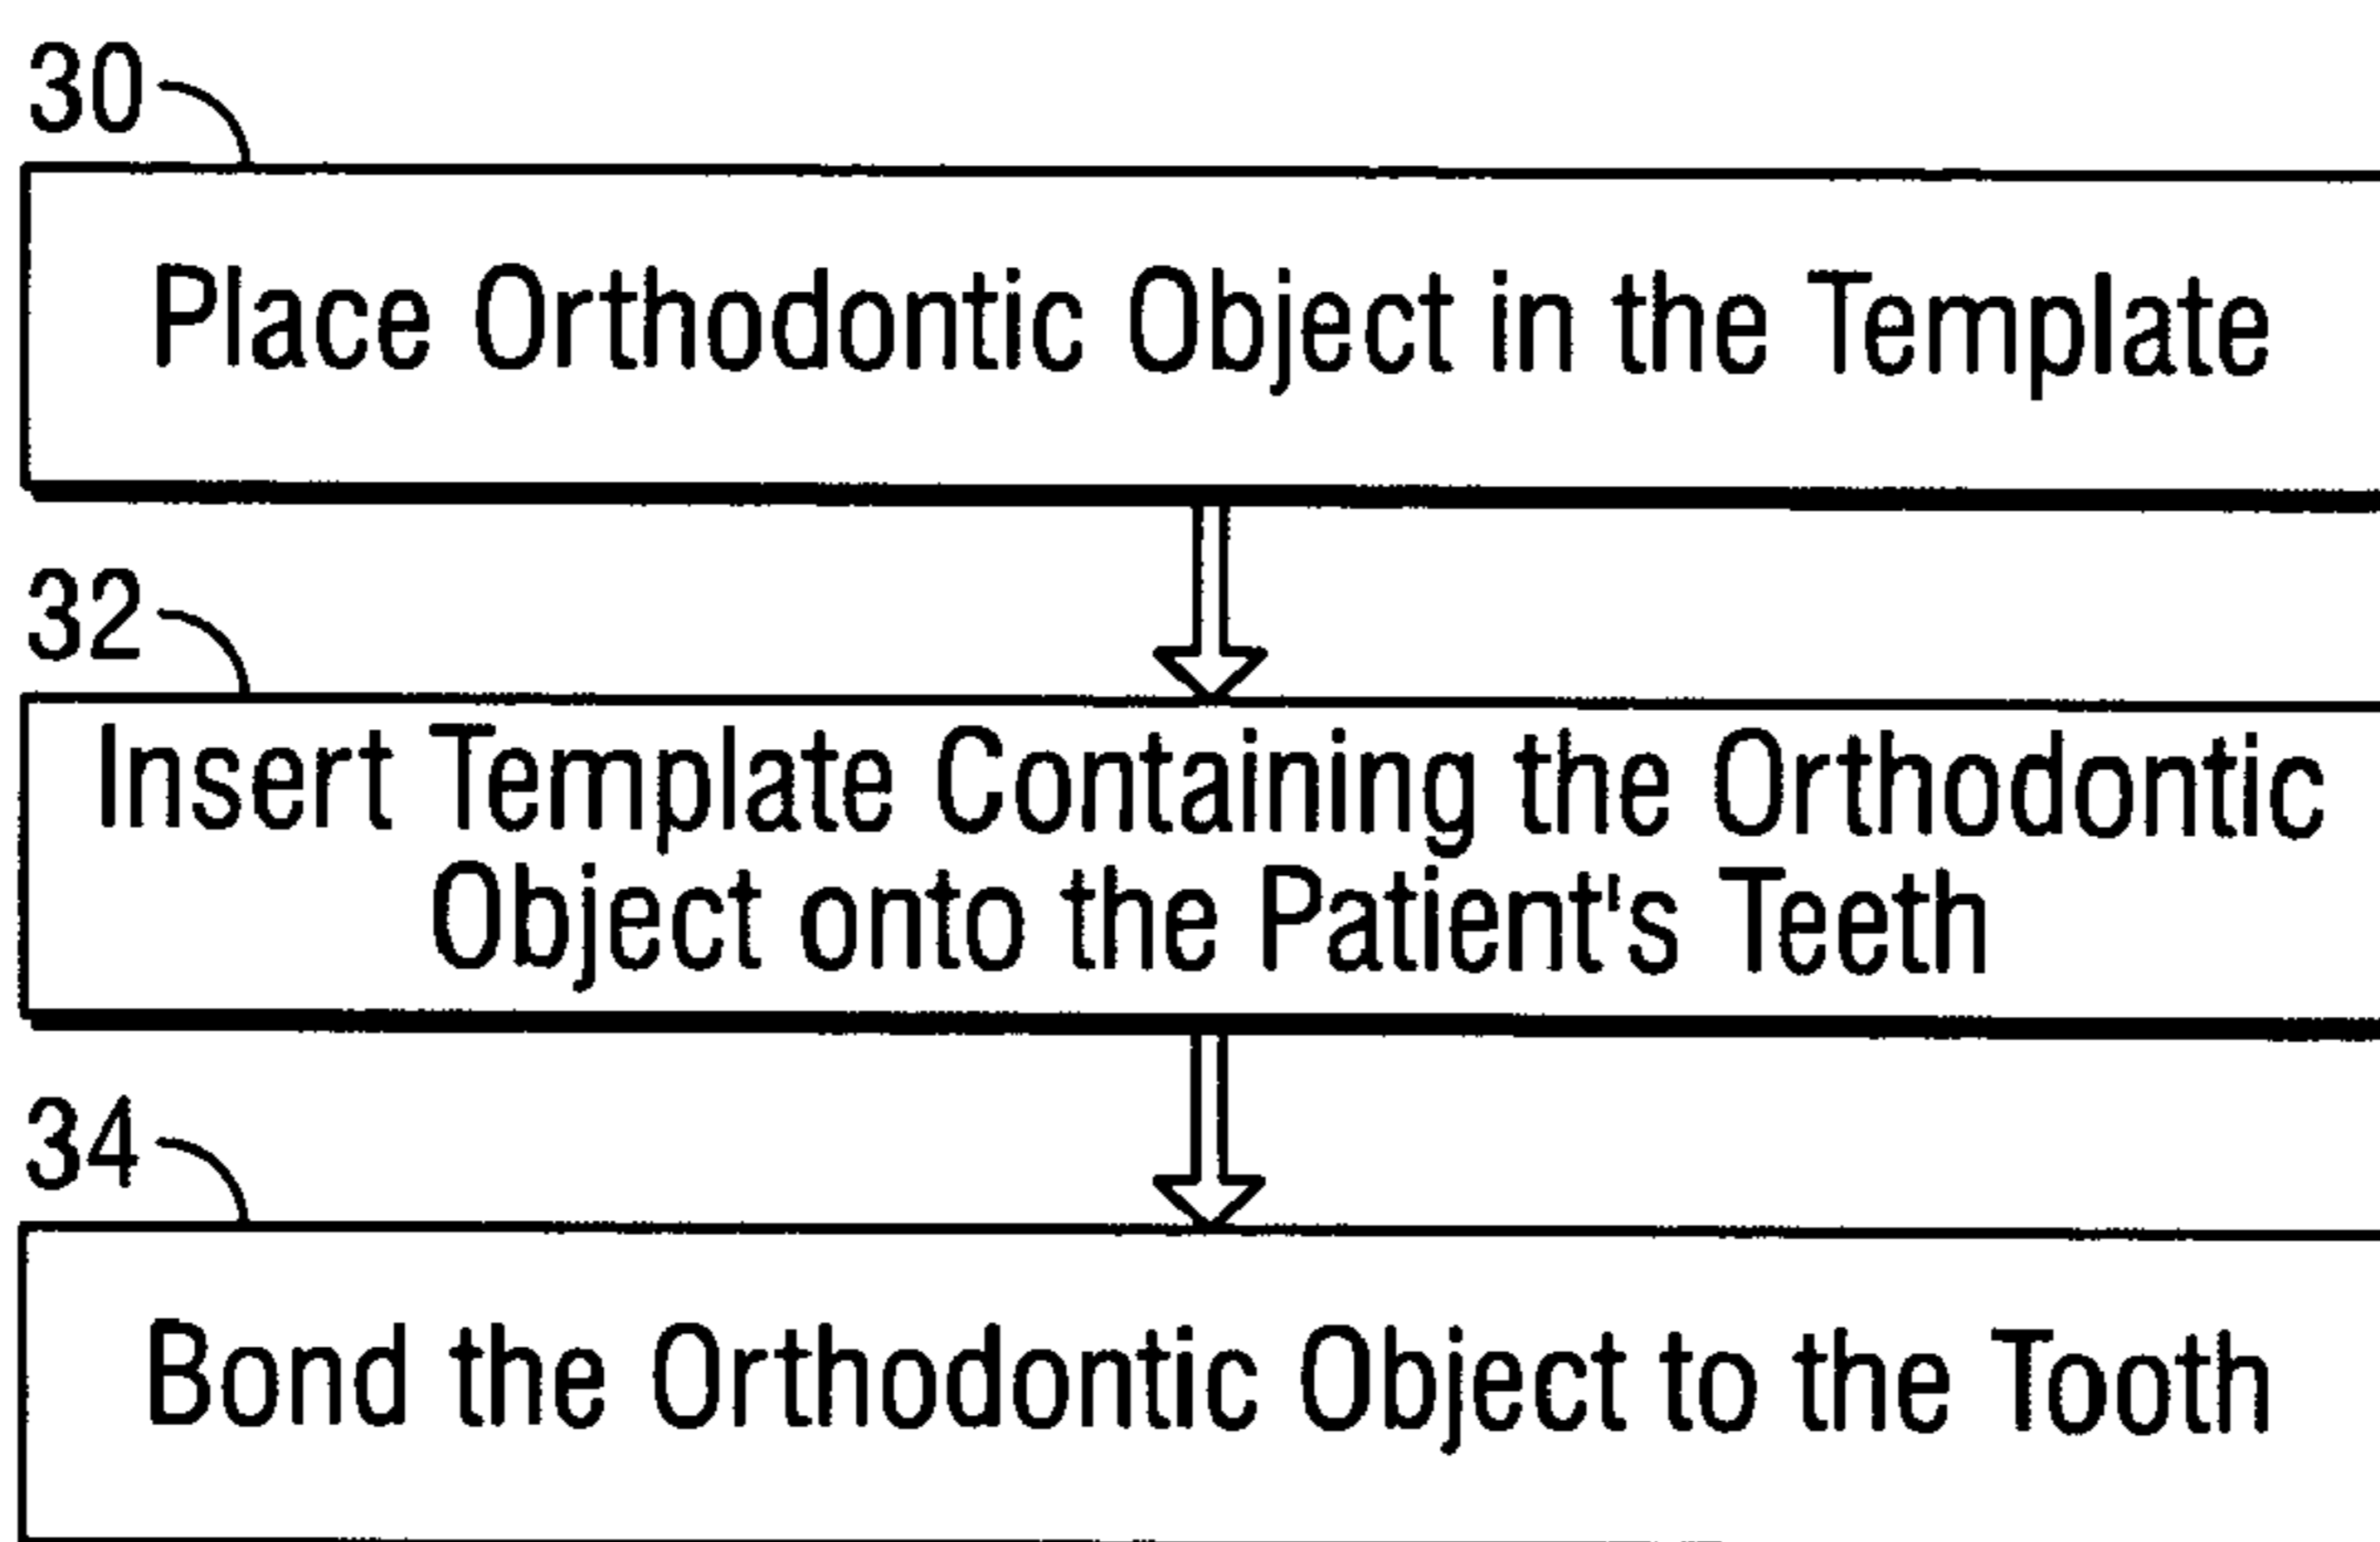 30
Place Orthodontic Object in the Template
32
Insert Template Containing the Orthodontic
Object onto the Patient's Teeth
34
Bond the Orthodontic Object to the Tooth